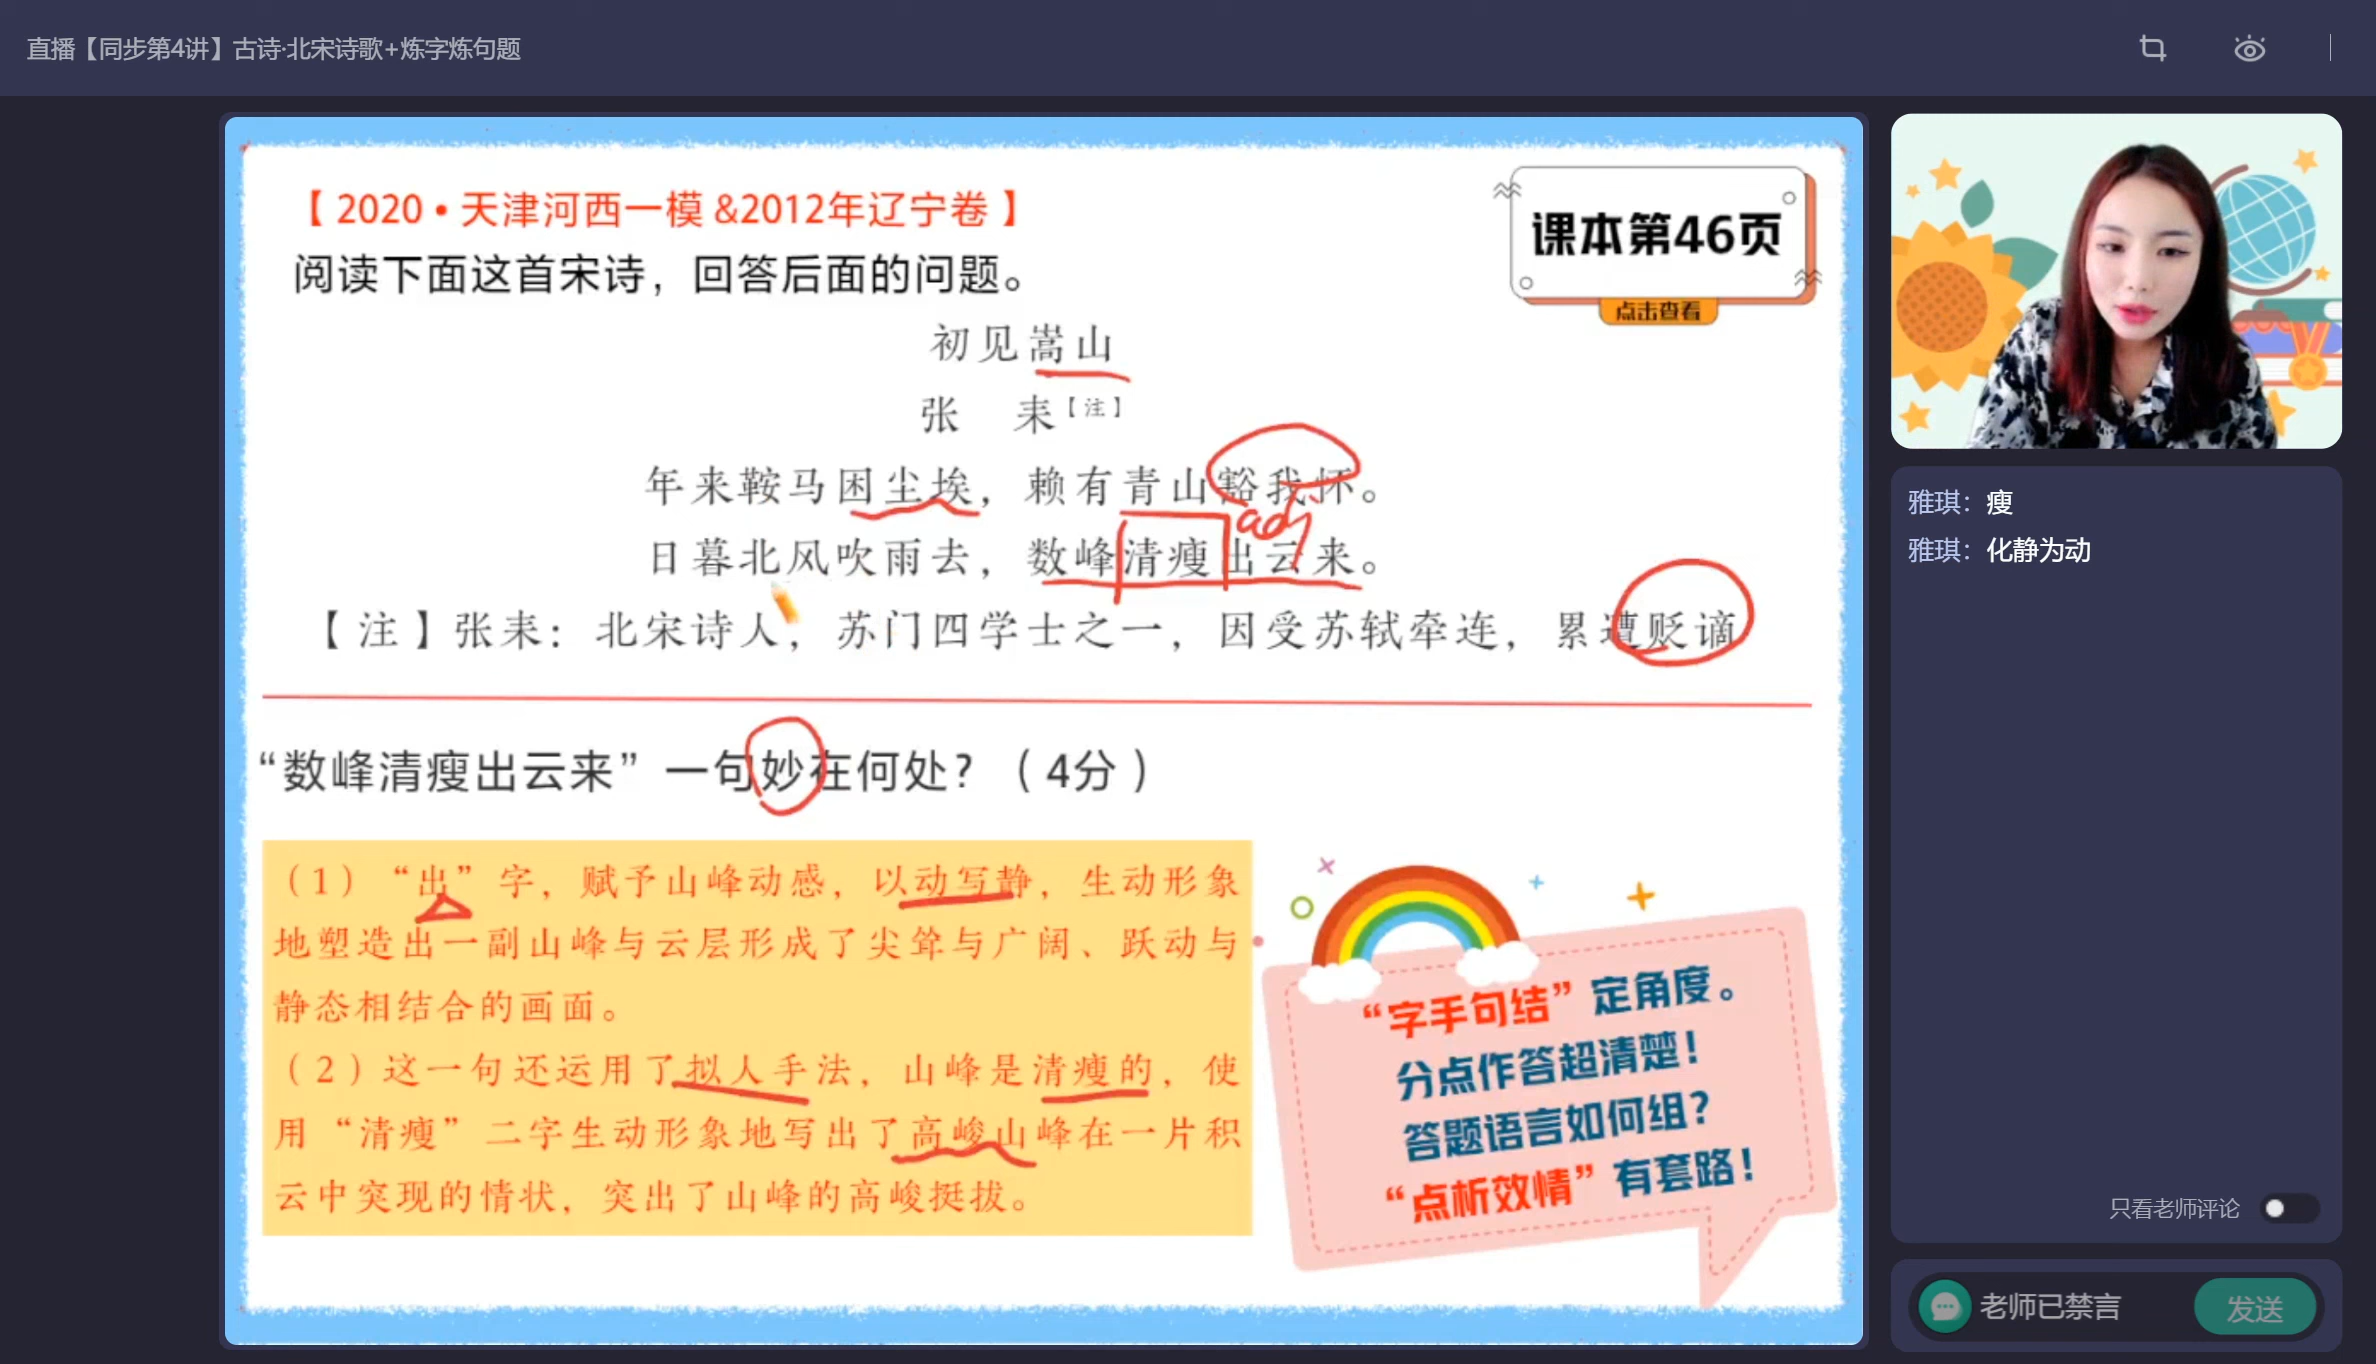 直播【同步第4讲】古诗·北宋诗歌+炼字炼句题
【 2020 • 天津河西一模 &2012年辽宁卷 】
课本第46页
点击查看
阅读下面这首宋诗，回答后面的问题。
初见嵩山
张 耒【注】
年来鞍马困尘埃，赖有青山豁我怀。
adj
日暮北风吹雨去，数峰清瘦出云来。
【注】张耒：北宋诗人，苏门四学士之一，因受苏轼牵连，累遭贬谪
“数峰清瘦出云来”一句妙在何处？（4分）
（1）“出”字，赋予山峰动感，以动写静，生动形象
地塑造出一副山峰与云层形成了尖耸与广阔、跃动与
静态相结合的画面。
（2）这一句还运用了拟人手法，山峰是清瘦的，使
用“清瘦”二字生动形象地写出了高峻山峰在一片积
云中突现的情状，突出了山峰的高峻挺拔。
“字手句结”定角度。
分点作答超清楚！
答题语言如何组？
“点析效情”有套路！
雅琪：瘦
雅琪：化静为动
只看老师评论
老师已禁言
发送